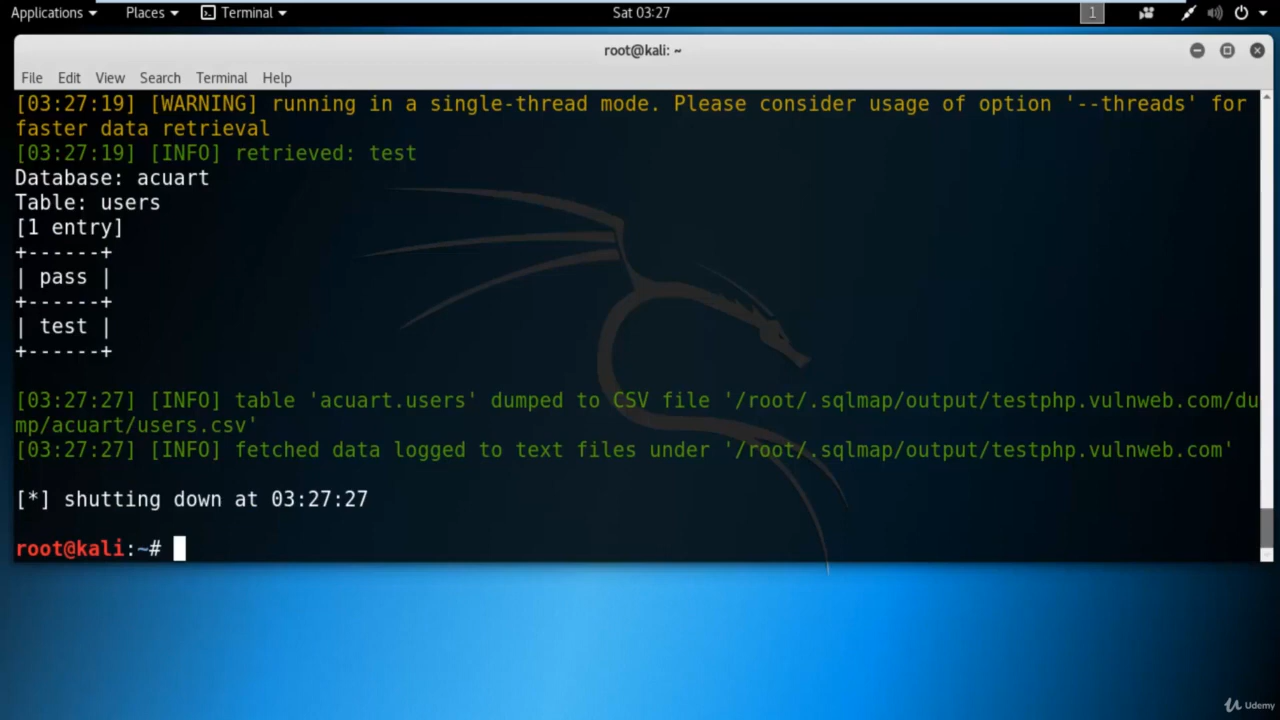 Applications Places Terminal Sat 03:27 1
root@kali: ~
File Edit View Search Terminal Help
[03:27:19] [WARNING] running in a single-thread mode. Please consider usage of option '--threads' for
faster data retrieval
[03:27:19] [INFO] retrieved: test
Database: acuart
Table: users
[1 entry]
+------+
| pass |
+------+
| test |
+------+
[03:27:27] [INFO] table 'acuart.users' dumped to CSV file '/root/.sqlmap/output/testphp.vulnweb.com/du
mp/acuart/users.csv'
[03:27:27] [INFO] fetched data logged to text files under '/root/.sqlmap/output/testphp.vulnweb.com'
[*] shutting down at 03:27:27
root@kali:~#
Udemy